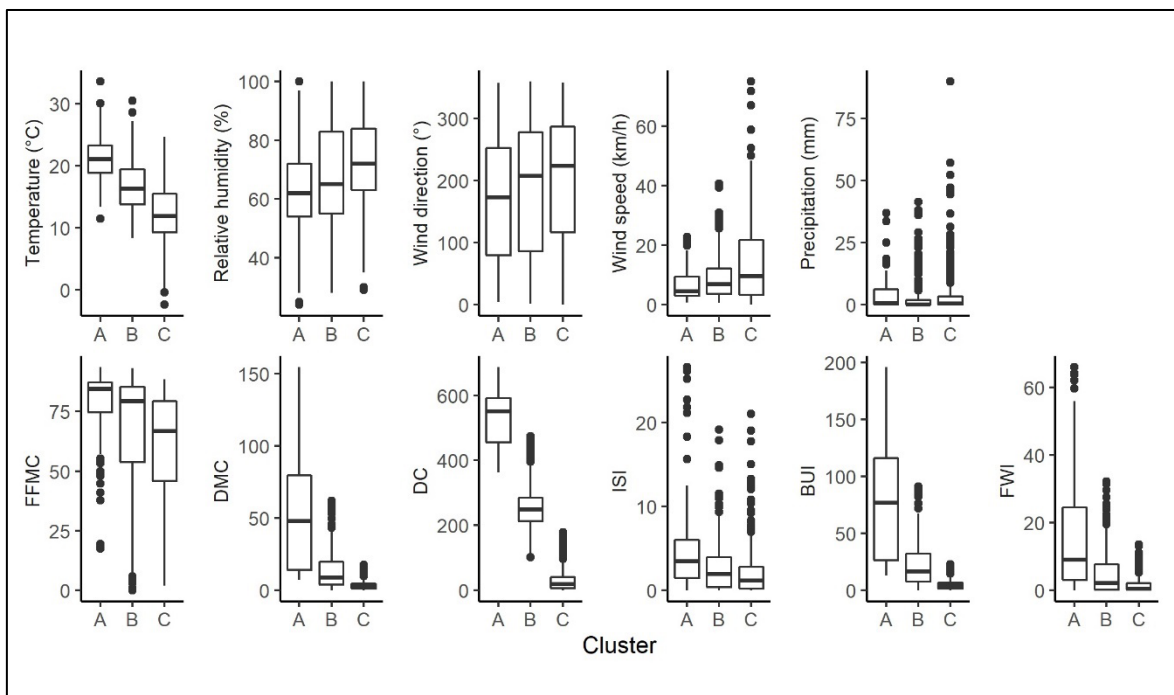 Temperature (°C)
30
20
10
0
A B C
Relative humidity (%)
100
80
60
40
A B C
Wind direction (°)
300
200
100
0
A B C
Wind speed (km/h)
60
40
20
0
A B C
Precipitation (mm)
75
50
25
0
A B C
FFMC
75
50
25
0
A B C
DMC
150
100
50
0
A B C
DC
600
400
200
0
A B C
ISI
20
10
0
A B C
BUI
200
150
100
50
0
A B C
FWI
60
40
20
0
A B C
Cluster